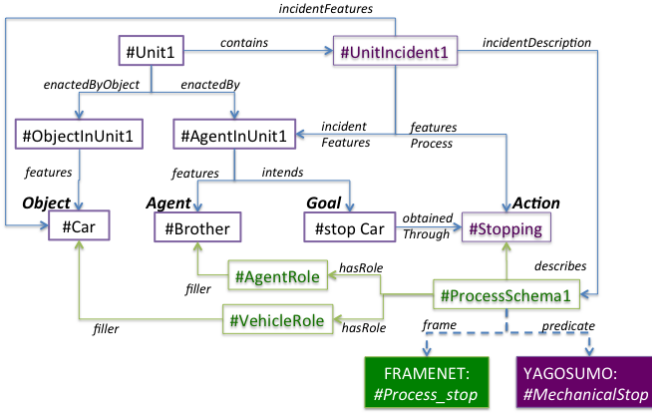 incidentFeatures
#Unit1
contains
#UnitIncident1
incidentDescription
enactedByObject
enactedBy
#ObjectInUnit1
#AgentInUnit1
incident
Features
features
Process
features
features
intends
Object
Agent
Goal
Action
#Car
#Brother
#stop Car
obtained
Through
#Stopping
#AgentRole
hasRole
describes
filler
#ProcessSchema1
#VehicleRole
filler
hasRole
frame
predicate
FRAMENET:
#Process_stop
YAGOSUMO:
#MechanicalStop